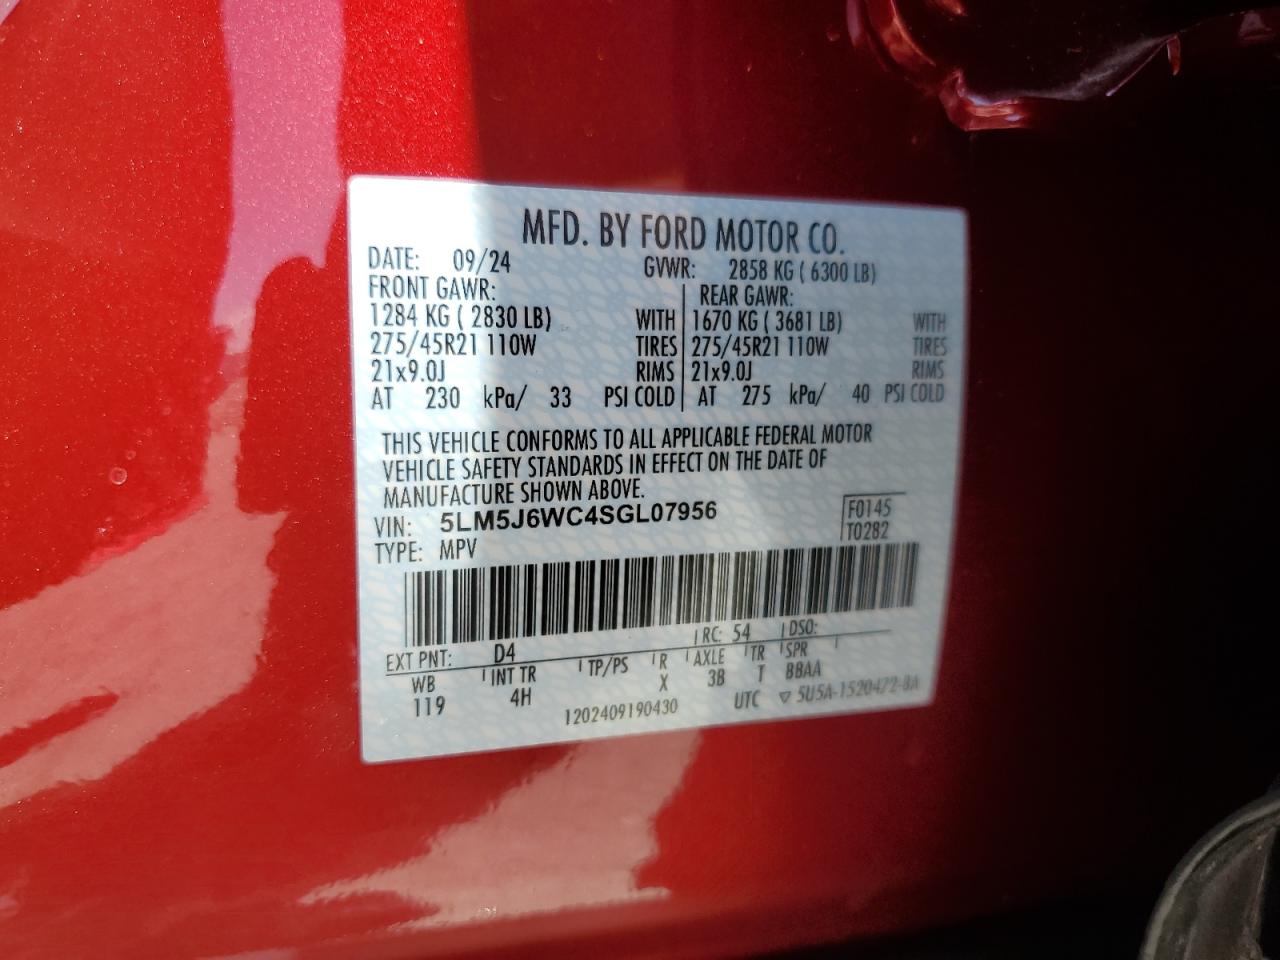 MFD. BY FORD MOTOR CO.
DATE: 09/24 GVWR: 2858 KG ( 6300 LB)
FRONT GAWR: REAR GAWR:
1284 KG ( 2830 LB) WITH 1670 KG ( 3681 LB) WITH
275/45R21 110W TIRES 275/45R21 110W TIRES
21x9.0J RIMS 21x9.0J RIMS
AT 230 kPa/ 33 PSI COLD AT 275 kPa/ 40 PSI COLD
THIS VEHICLE CONFORMS TO ALL APPLICABLE FEDERAL MOTOR
VEHICLE SAFETY STANDARDS IN EFFECT ON THE DATE OF
MANUFACTURE SHOWN ABOVE.
VIN: 5LM5J6WC4SGL07956 F0145
TYPE: MPV T0282
EXT PNT: D4 RC: 54 DSO:
WB INT TR TP/PS R AXLE TR SPR
119 4H X 3B T BBAA
1202409190430 UTC ▽ 5U5A-1520472-BA